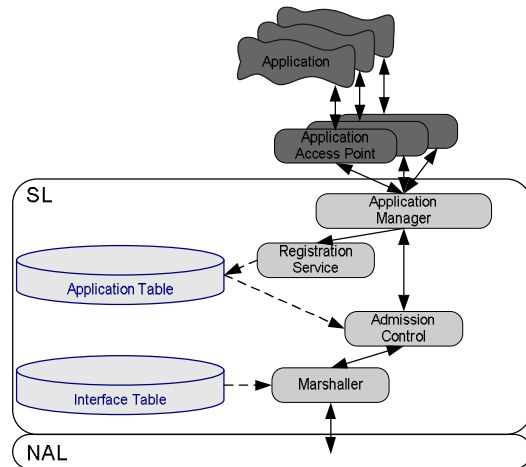 Application
Application
Access Point
SL
Application
Manager
Registration
Service
Application Table
Admission
Control
Marshaller
Interface Table
NAL